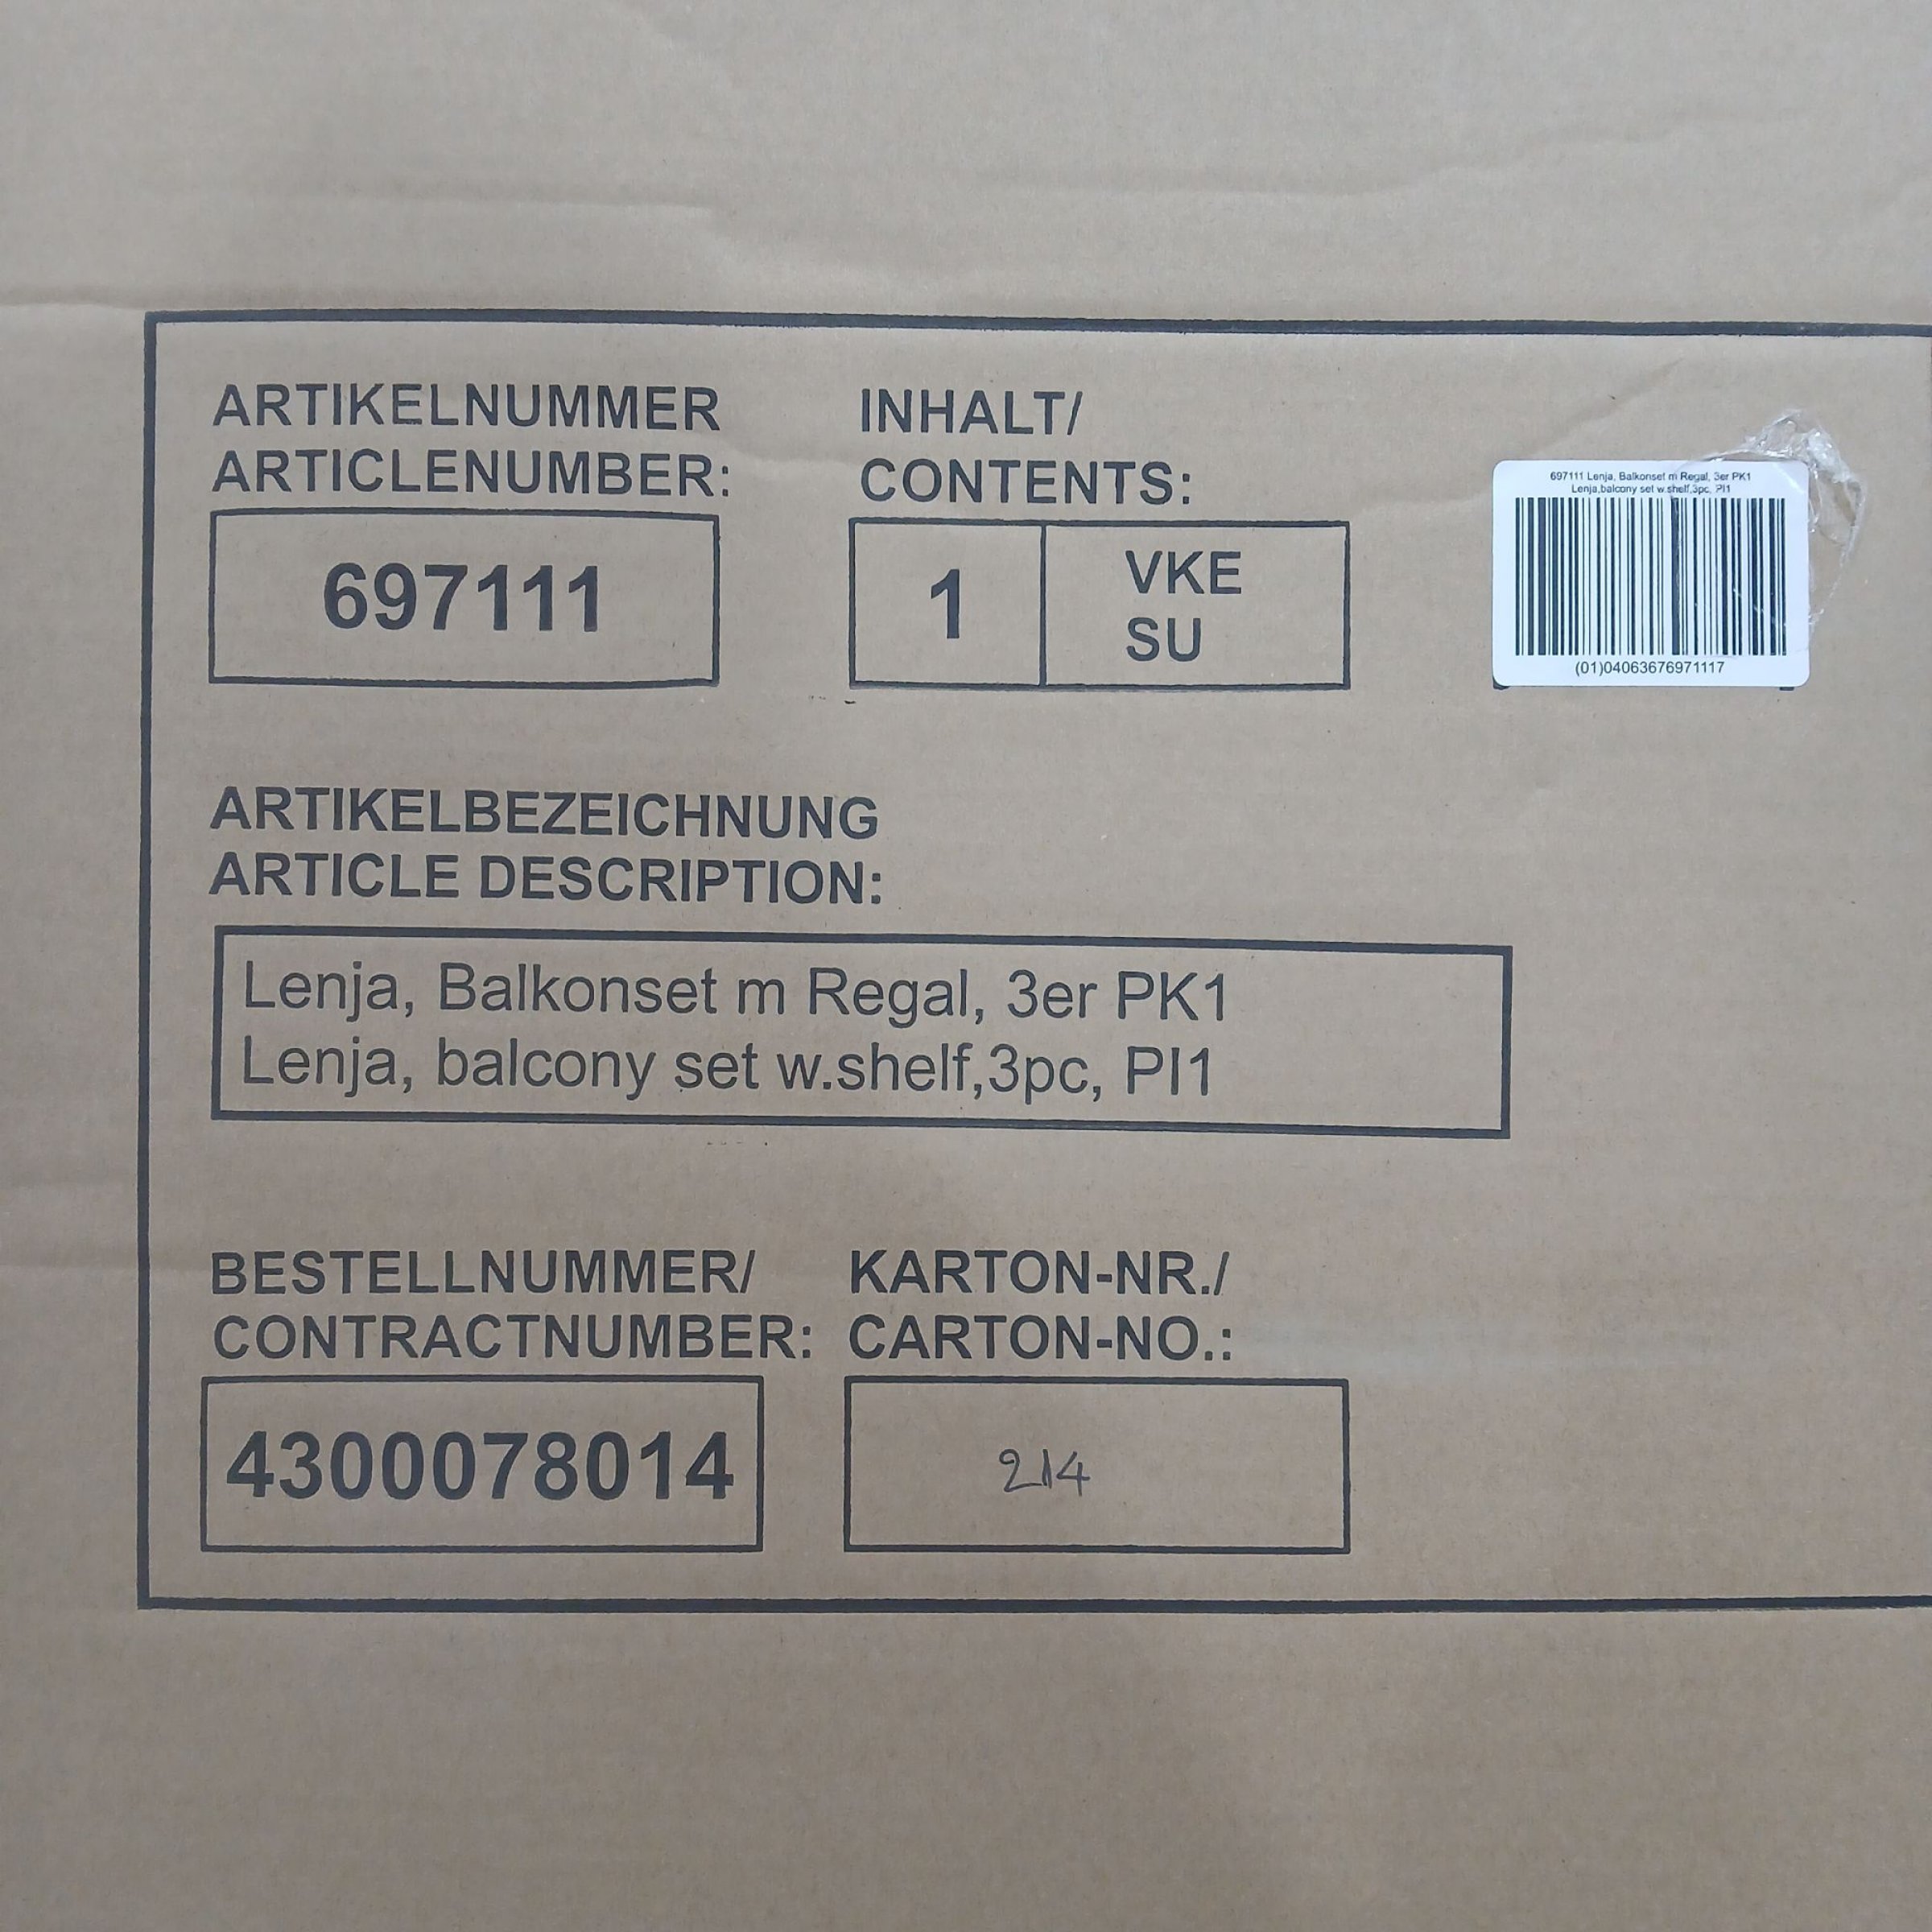 ARTIKELNUMMER
ARTICLENUMBER:
697111
INHALT/
CONTENTS:
1
VKE
SU
697111 Lenja, Balkonset m Regal, 3er PK1
Lenja,balcony set w.shelf,3pc, PI1
(01)04063676971117
ARTIKELBEZEICHNUNG
ARTICLE DESCRIPTION:
Lenja, Balkonset m Regal, 3er PK1
Lenja, balcony set w.shelf,3pc, PI1
BESTELLNUMMER/
CONTRACTNUMBER:
4300078014
KARTON-NR./
CARTON-NO.:
214